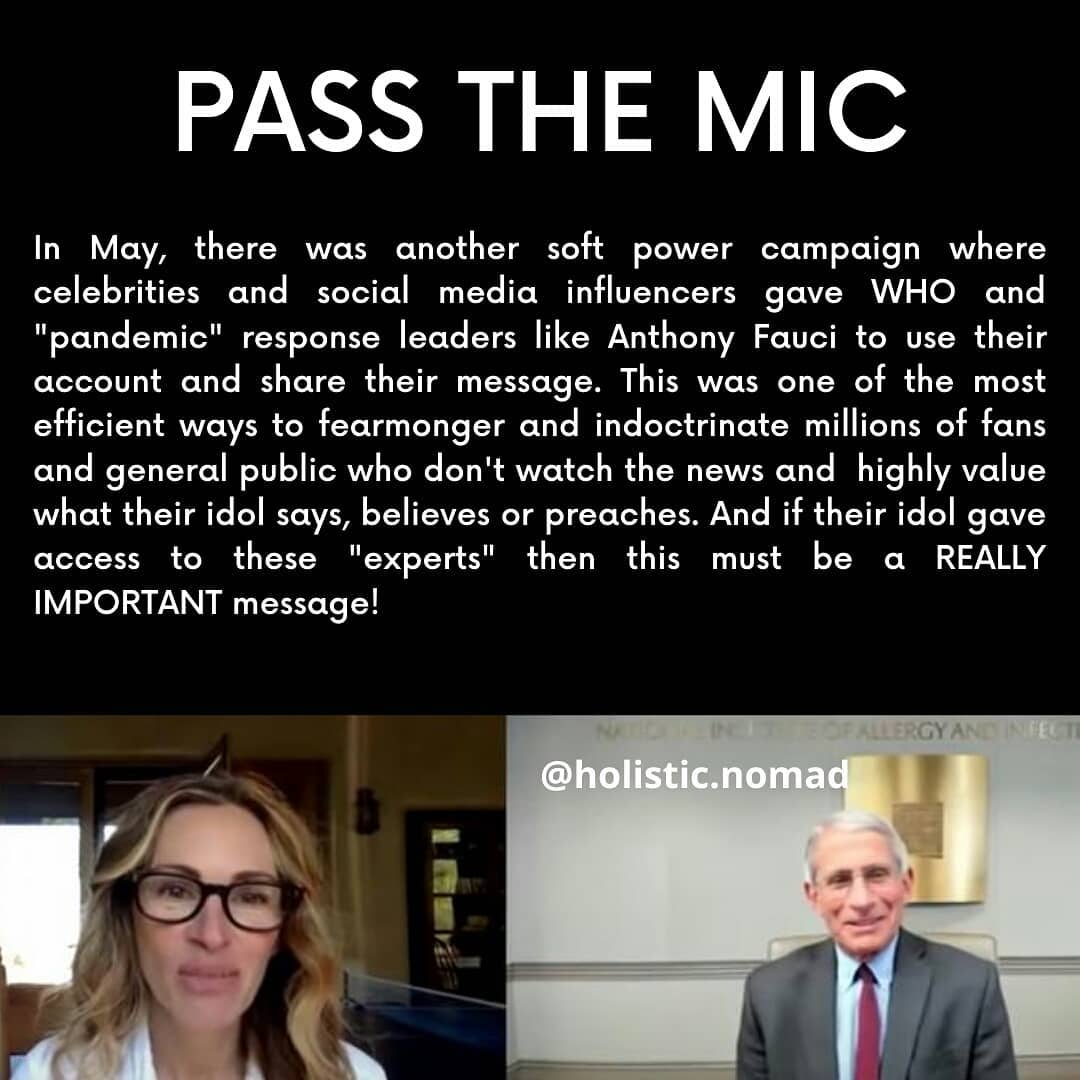 PASS THE MIC
In May, there was another soft power campaign where
celebrities and social media influencers gave WHO and
"pandemic" response leaders like Anthony Fauci to use their
account and share their message. This was one of the most
efficient ways to fearmonger and indoctrinate millions of fans
and general public who don't watch the news and highly value
what their idol says, believes or preaches. And if their idol gave
access to these "experts" then this must be a REALLY
IMPORTANT message!
OF ALLERGY AND
@holistic.nomad